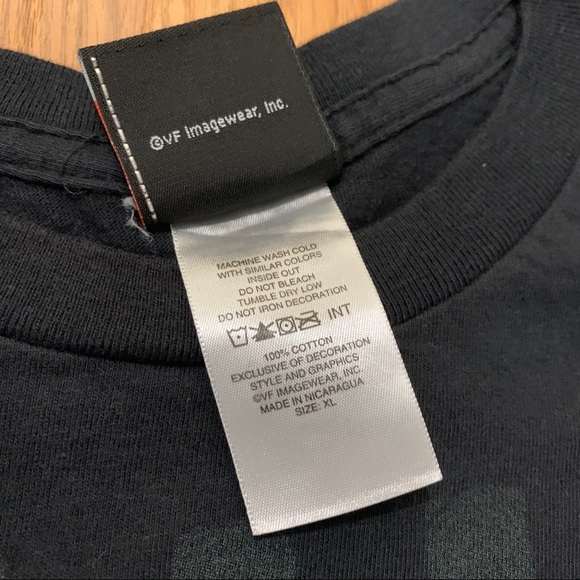 ©VF Imagewear, Inc.
MACHINE WASH COLD
WITH SIMILAR COLORS
INSIDE OUT
DO NOT BLEACH
TUMBLE DRY LOW
DO NOT IRON DECORATION
INT
100% COTTON
EXCLUSIVE OF DECORATION
STYLE AND GRAPHICS
©VF IMAGEWEAR, INC.
MADE IN NICARAGUA
SIZE: XL